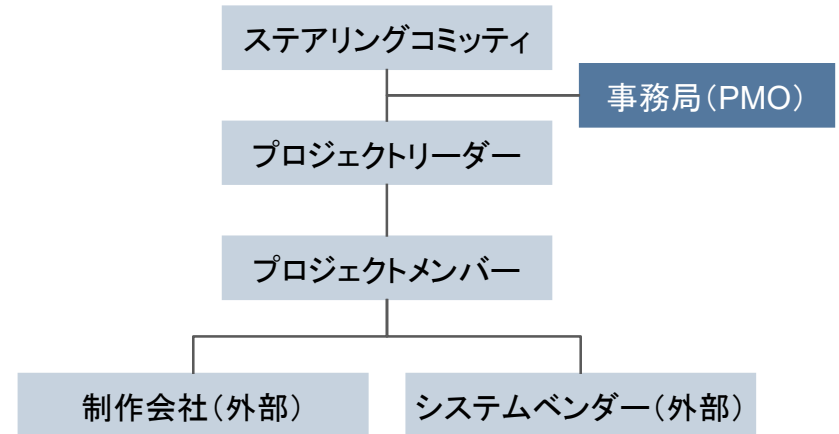 ステアリングコミッティ
事務局（PMO）
プロジェクトリーダー
プロジェクトメンバー
制作会社（外部）
システムベンダー（外部）